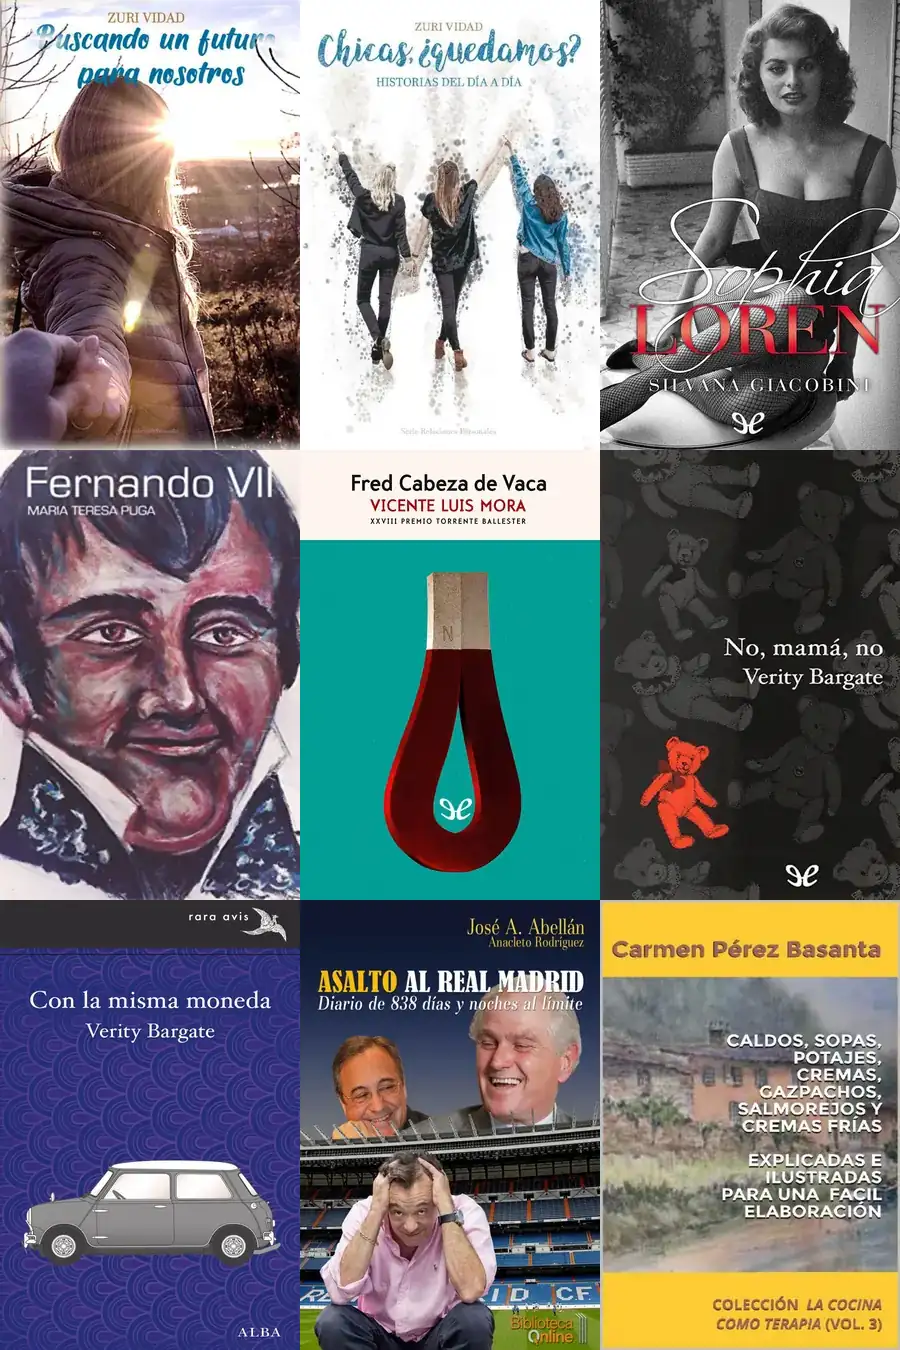 ZURI VIDAD
Buscando un futuro
para nosotros
ZURI VIDAD
Chicas, ¿quedamos?
HISTORIAS DEL DÍA A DÍA
Serie Relaciones Personales
Sophia
LOREN
SILVANA GIACOBINI
Fernando VII
MARIA TERESA PUGA
Fred Cabeza de Vaca
VICENTE LUIS MORA
XXVIII PREMIO TORRENTE BALLESTER
N
No, mamá, no
Verity Bargate
rara avis
Con la misma moneda
Verity Bargate
ALBA
José A. Abellán
Anacleto Rodríguez
ASALTO AL REAL MADRID
Diario de 838 días y noches al límite
Biblioteca
Online
Carmen Pérez Basanta
CALDOS, SOPAS,
POTAJES,
CREMAS,
GAZPACHOS,
SALMOREJOS Y
CREMAS FRÍAS
EXPLICADAS E
ILUSTRADAS
PARA UNA FACIL
ELABORACIÓN
COLECCIÓN LA COCINA
COMO TERAPIA (VOL. 3)